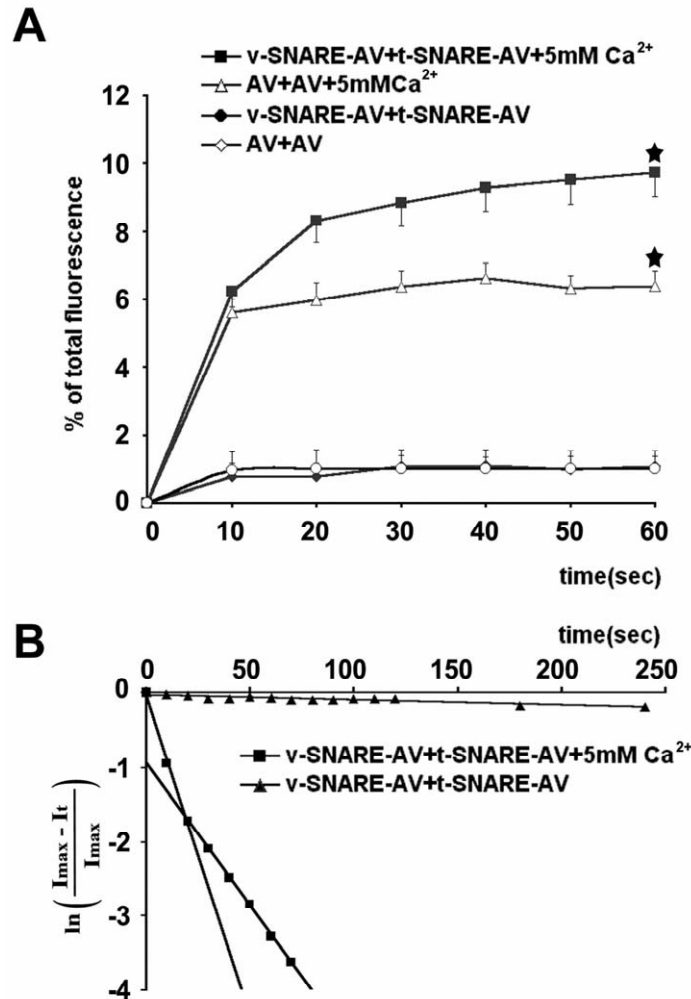 A
v-SNARE-AV+t-SNARE-AV+5mM Ca²⁺
AV+AV+5mMCa²⁺
v-SNARE-AV+t-SNARE-AV
AV+AV
12
10
8
6
4
2
0
% of total fluorescence
0 10 20 30 40 50 60
time(sec)
B
time(sec)
0 50 100 150 200 250
0
-1
-2
-3
-4
v-SNARE-AV+t-SNARE-AV+5mM Ca²⁺
v-SNARE-AV+t-SNARE-AV
ln ( Imax - It / Imax )